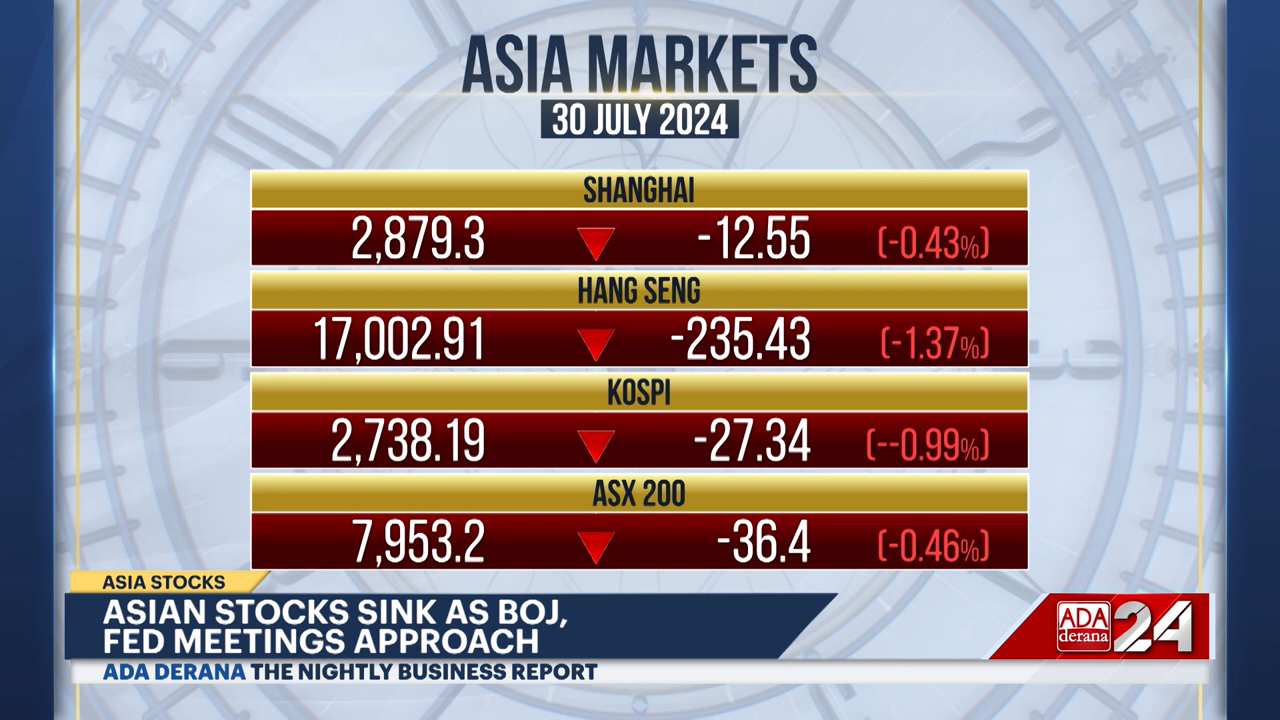 ASIA MARKETS
30 JULY 2024
SHANGHAI
2,879.3 ▼ -12.55 (-0.43%)
HANG SENG
17,002.91 ▼ -235.43 (-1.37%)
KOSPI
2,738.19 ▼ -27.34 (--0.99%)
ASX 200
7,953.2 ▼ -36.4 (-0.46%)
ASIA STOCKS
ASIAN STOCKS SINK AS BOJ,
FED MEETINGS APPROACH
ADA DERANA THE NIGHTLY BUSINESS REPORT
ADA
derana 24